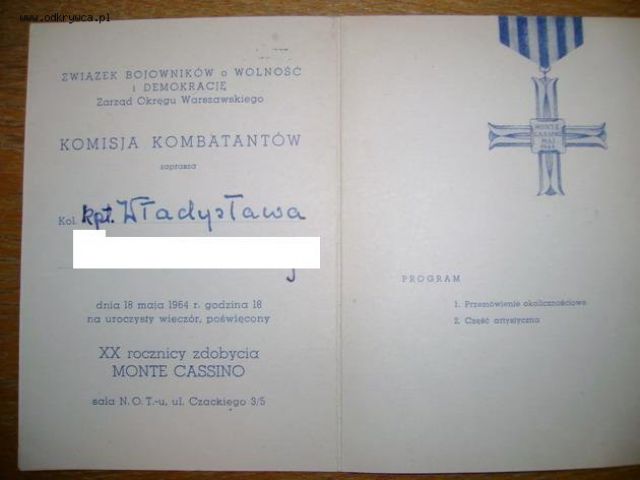 www.odkrywca.pl
ZWIĄZEK BOJOWNIKÓW o WOLNOŚĆ
i DEMOKRACJĘ
Zarząd Okręgu Warszawskiego
KOMISJA KOMBATANTÓW
zaprasza
Kol. kpt. Władysława
dnia 18 maja 1964 r. godzina 18
na uroczysty wieczór, poświęcony
XX rocznicy zdobycia
MONTE CASSINO
sala N.O.T-u, ul. Czackiego 3/5
MONTE
CASSINO
MAJ
PROGRAM
1. Przemówienie okolicznościowe
2. Część artystyczna